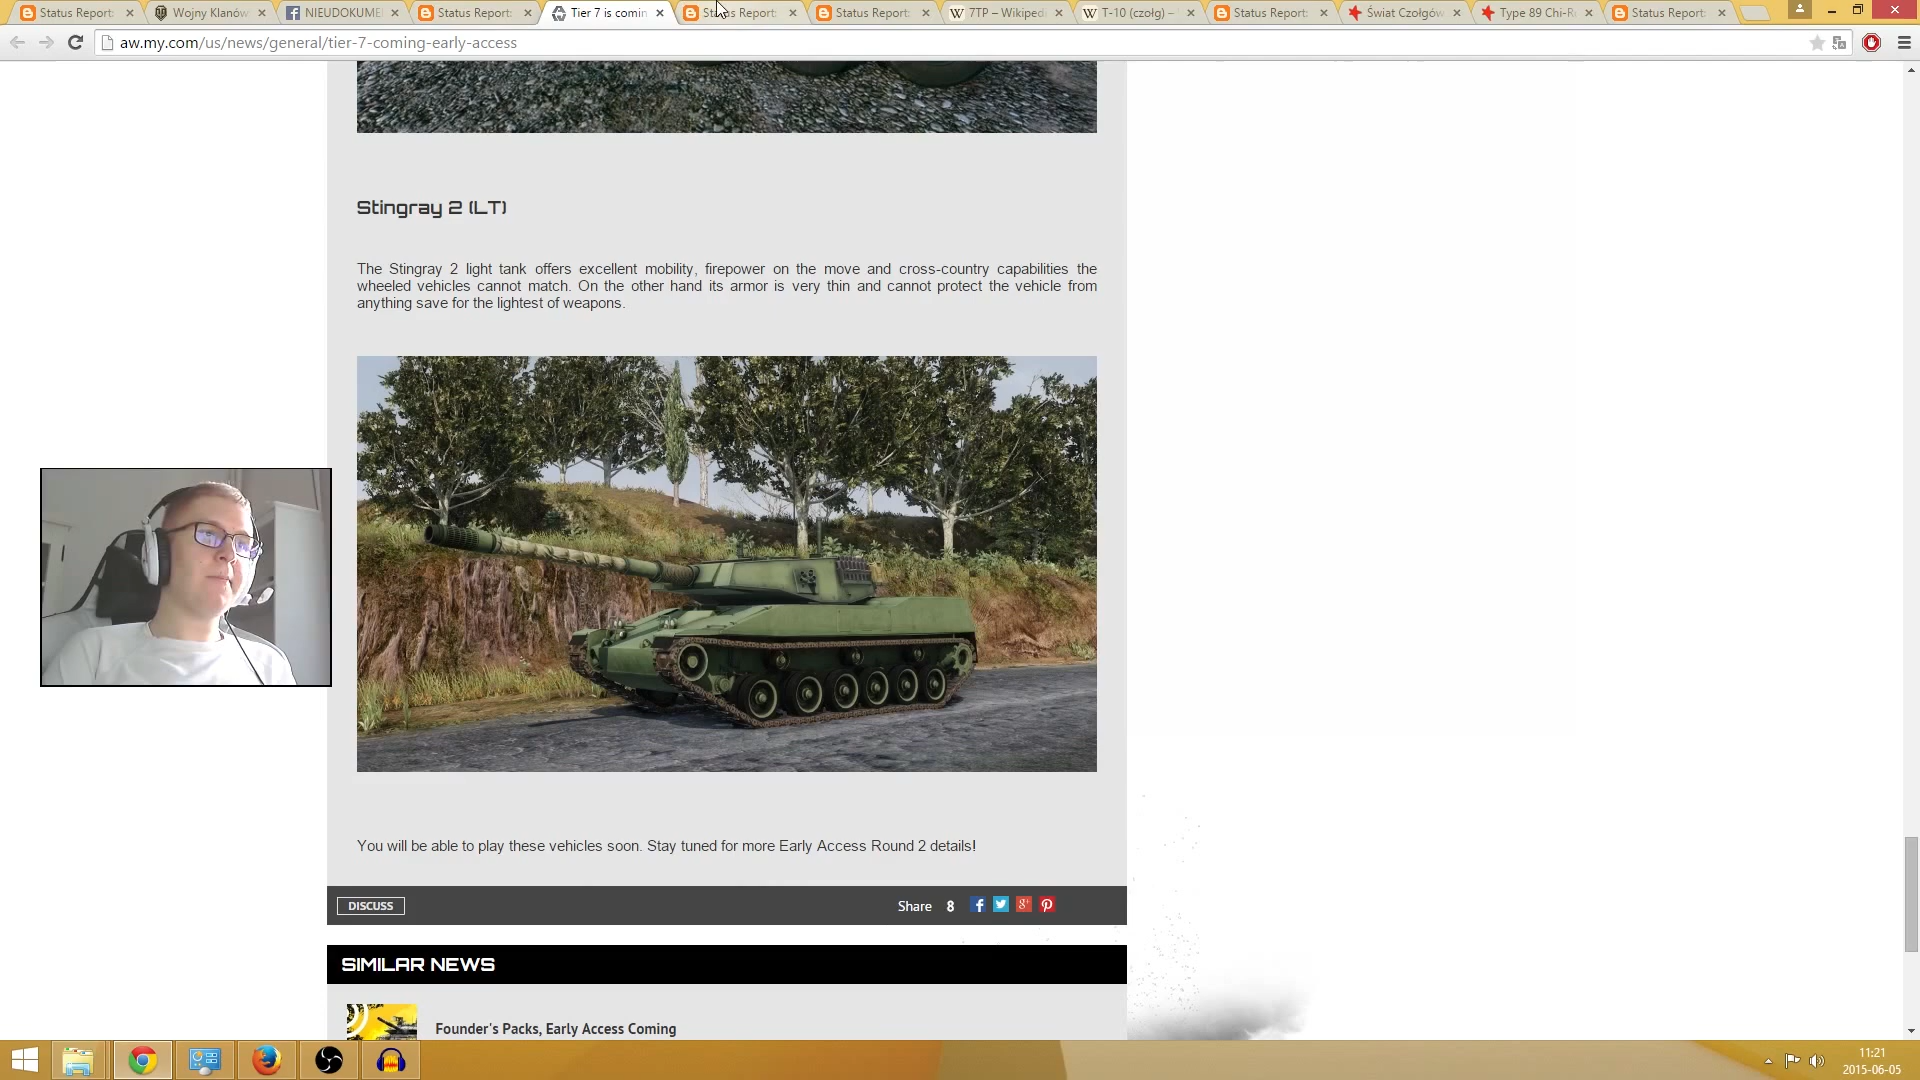 Status Report:
Wojny Klanów
NIEUDOKUME
Status Report:
Tier 7 is comin
Status Report:
Status Report:
7TP – Wikipedi
T-10 (czołg) –
Status Report:
Świat Czołgów
Type 89 Chi-R
Status Report:
aw.my.com/us/news/general/tier-7-coming-early-access
Stingray 2 (LT)
The Stingray 2 light tank offers excellent mobility, firepower on the move and cross-country capabilities the
wheeled vehicles cannot match. On the other hand its armor is very thin and cannot protect the vehicle from
anything save for the lightest of weapons.
You will be able to play these vehicles soon. Stay tuned for more Early Access Round 2 details!
DISCUSS
Share 8
SIMILAR NEWS
Founder's Packs, Early Access Coming
11:21
2015-06-05